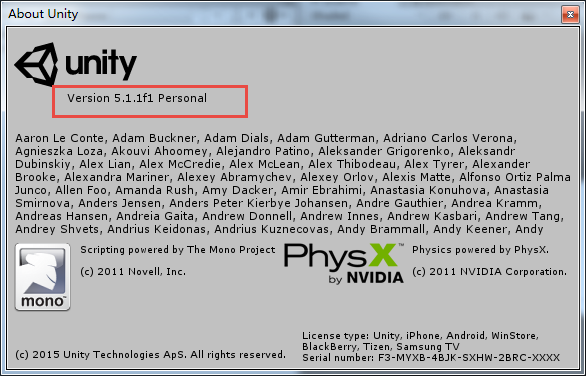 About Unity
unity
Version 5.1.1f1 Personal
Aaron Le Conte, Adam Buckner, Adam Dials, Adam Gutterman, Adriano Carlos Verona,
Agnieszka Loza, Akouvi Ahoomey, Alejandro Patino, Aleksander Grigorenko, Aleksandr
Dubinskiy, Alex Lian, Alex McCredie, Alex McLean, Alex Thibodeau, Alex Tyrer, Alexander
Brooke, Alexandra Mariner, Alexey Abramychev, Alexey Orlov, Alexis Matte, Alfonso Ortiz Palma
Junco, Allen Foo, Amanda Rush, Amy Dacker, Amir Ebrahimi, Anastasia Konuhova, Anastasia
Smirnova, Anders Jensen, Anders Peter Kierbye Johansen, Andre Gauthier, Andrea Kramm,
Andreas Hansen, Andreia Gaita, Andrew Donnell, Andrew Innes, Andrew Kasbari, Andrew Tang,
Andrey Shvets, Andrius Keidonas, Andrius Kuznecovas, Andy Brammall, Andy Keener, Andy
mono™
Scripting powered by The Mono Project
(c) 2011 Novell, Inc.
PhysX™
by NVIDIA
Physics powered by PhysX.
(c) 2011 NVIDIA Corporation.
(c) 2015 Unity Technologies ApS. All rights reserved.
License type: Unity, iPhone, Android, WinStore,
BlackBerry, Tizen, Samsung TV
Serial number: F3-MYXB-4BJK-SXHW-2BRC-XXXX